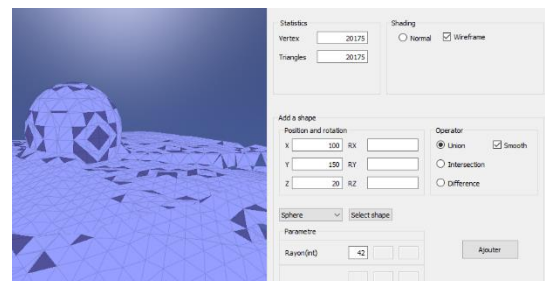 Statistics
Shading
Vertex 20175
Normal Wireframe
Triangles 20175
Add a shape
Position and rotation
Operator
X 100 RX
Union Smooth
Y 150 RY
Intersection
Z 20 RZ
Difference
Sphere Select shape
Parametre
Rayon(int) 42
Ajouter